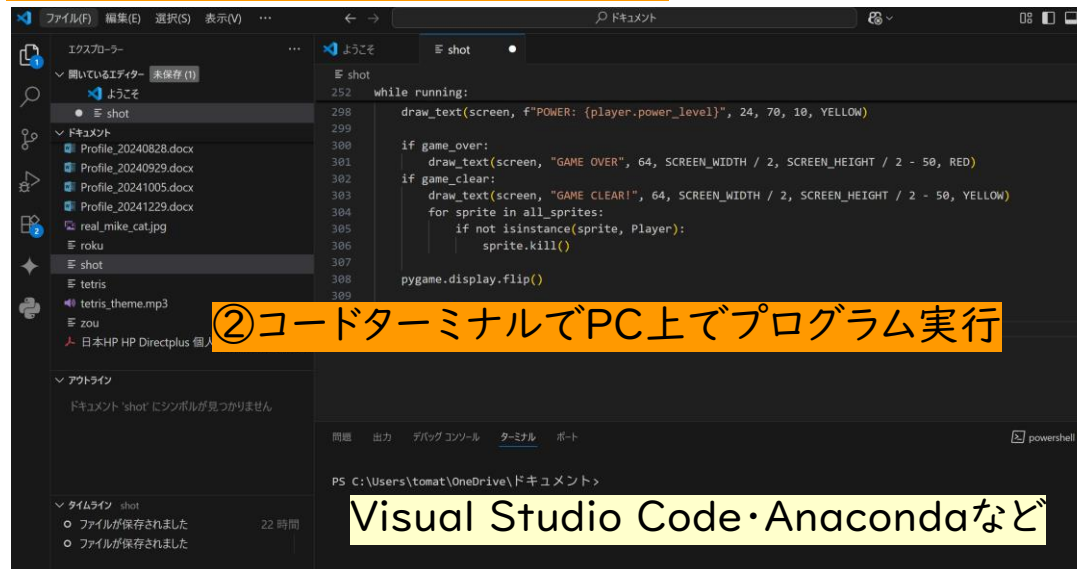 ファイル(F) 編集(E) 選択(S) 表示(V) … ← → ドキュメント
エクスプローラー …
開いているエディター 未保存 (1)
ようこそ
shot
ドキュメント
Profile_20240828.docx
Profile_20240929.docx
Profile_20241005.docx
Profile_20241229.docx
real_mike_cat.jpg
roku
shot
tetris
tetris_theme.mp3
zou
日本HP HP Directplus 個人
アウトライン
ドキュメント 'shot' にシンボルが見つかりません
タイムライン shot
ファイルが保存されました 22 時間
ファイルが保存されました
ようこそ shot
shot
252 while running:
298 draw_text(screen, f"POWER: {player.power_level}", 24, 70, 10, YELLOW)
299
300 if game_over:
301 draw_text(screen, "GAME OVER", 64, SCREEN_WIDTH / 2, SCREEN_HEIGHT / 2 - 50, RED)
302 if game_clear:
303 draw_text(screen, "GAME CLEAR!", 64, SCREEN_WIDTH / 2, SCREEN_HEIGHT / 2 - 50, YELLOW)
304 for sprite in all_sprites:
305 if not isinstance(sprite, Player):
306 sprite.kill()
307
308 pygame.display.flip()
309
②コードターミナルでPC上でプログラム実行
問題 出力 デバッグ コンソール ターミナル ポート powershell
PS C:\Users\tomat\OneDrive\ドキュメント>
Visual Studio Code・Anacondaなど